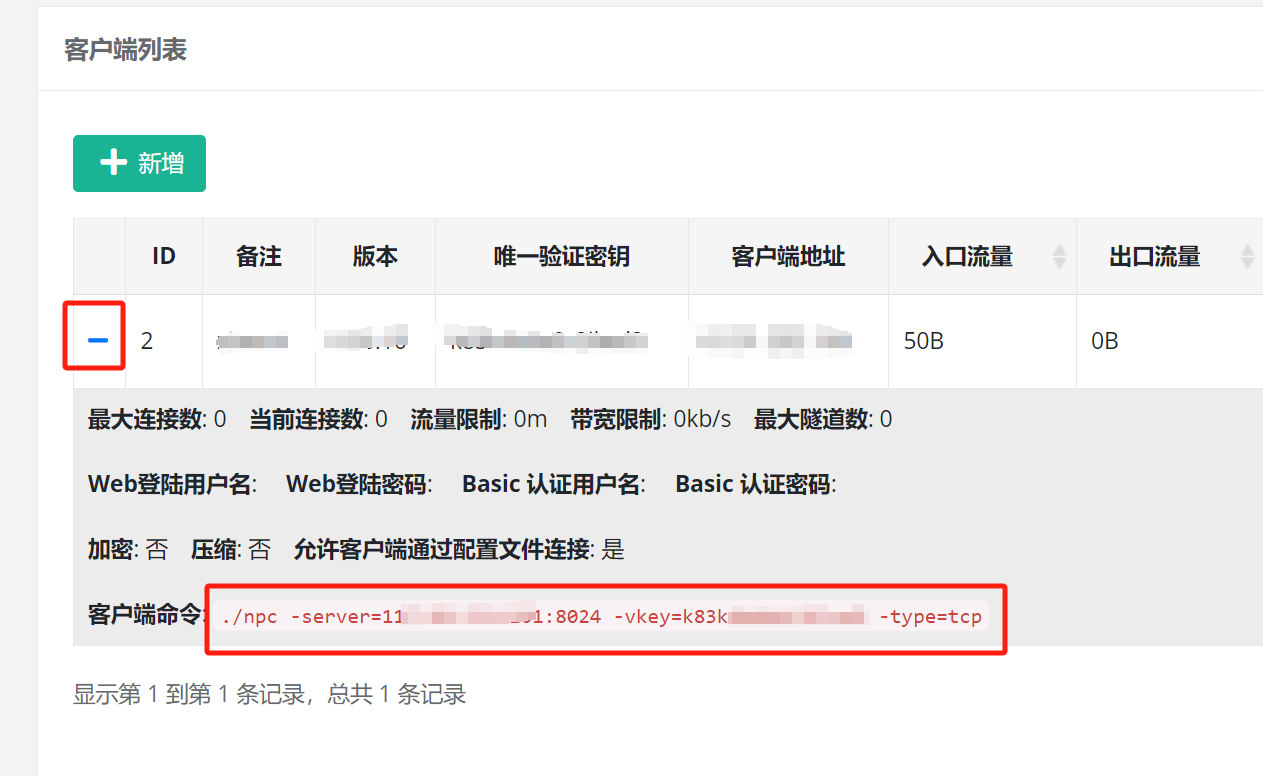 客户端列表
新增
ID 备注 版本 唯一验证密钥 客户端地址 入口流量 出口流量
2 50B 0B
最大连接数: 0 当前连接数: 0 流量限制: 0m 带宽限制: 0kb/s 最大隧道数: 0
Web登陆用户名: Web登陆密码: Basic 认证用户名: Basic 认证密码:
加密: 否 压缩: 否 允许客户端通过配置文件连接: 是
客户端命令: ./npc -server=11 :8024 -vkey=k83k -type=tcp
显示第 1 到第 1 条记录，总共 1 条记录